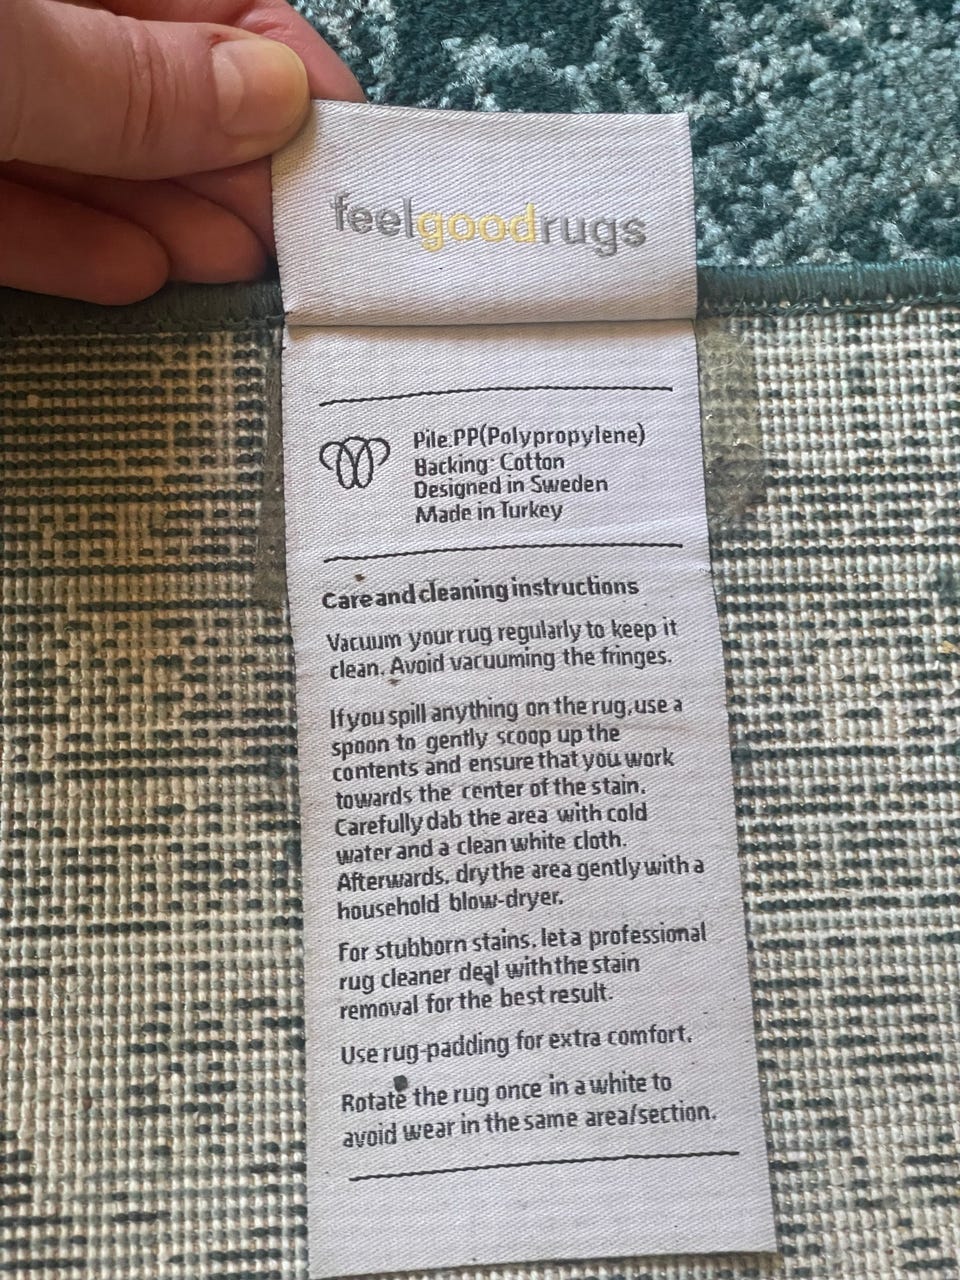 feelgoodrugs
Pile:PP(Polypropylene)
Backing: Cotton
Designed in Sweden
Made in Turkey
Care and cleaning instructions
Vacuum your rug regularly to keep it
clean. Avoid vacuuming the fringes.
If you spill anything on the rug, use a
spoon to gently scoop up the
contents and ensure that you work
towards the center of the stain.
Carefully dab the area with cold
water and a clean white cloth.
Afterwards, dry the area gently with a
household blow-dryer.
For stubborn stains, let a professional
rug cleaner deal with the stain
removal for the best result.
Use rug-padding for extra comfort.
Rotate the rug once in a white to
avoid wear in the same area/section.